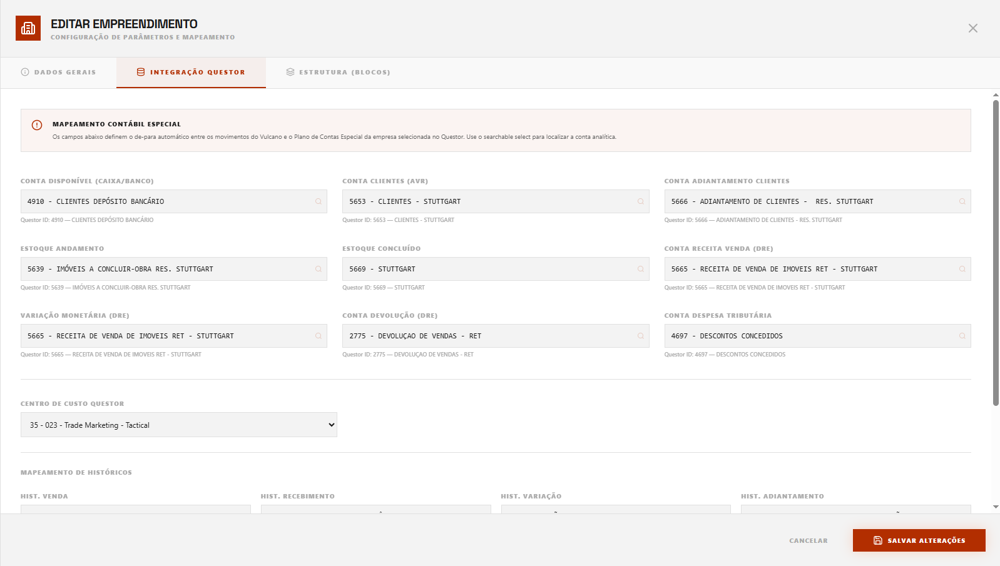 EDITAR EMPREENDIMENTO
CONFIGURAÇÃO DE PARÂMETROS E MAPEAMENTO
DADOS GERAIS
INTEGRAÇÃO QUESTOR
ESTRUTURA (BLOCOS)
MAPEAMENTO CONTÁBIL ESPECIAL
Os campos abaixo definem o de-para automático entre os movimentos do Vulcano e o Plano de Contas Especial da empresa selecionada no Questor. Use o searchable select para localizar a conta analítica.
CONTA DISPONÍVEL (CAIXA/BANCO)
4910 - CLIENTES DEPÓSITO BANCÁRIO
Questor ID: 4910 — CLIENTES DEPÓSITO BANCÁRIO
CONTA CLIENTES (AVR)
5653 - CLIENTES - STUTTGART
Questor ID: 5653 — CLIENTES - STUTTGART
CONTA ADIANTAMENTO CLIENTES
5666 - ADIANTAMENTO DE CLIENTES -  RES. STUTTGART
Questor ID: 5666 — ADIANTAMENTO DE CLIENTES - RES. STUTTGART
ESTOQUE ANDAMENTO
5639 - IMÓVEIS A CONCLUIR-OBRA RES. STUTTGART
Questor ID: 5639 — IMÓVEIS A CONCLUIR-OBRA RES. STUTTGART
ESTOQUE CONCLUÍDO
5669 - STUTTGART
Questor ID: 5669 — STUTTGART
CONTA RECEITA VENDA (DRE)
5665 - RECEITA DE VENDA DE IMOVEIS RET - STUTTGART
Questor ID: 5665 — RECEITA DE VENDA DE IMOVEIS RET - STUTTGART
VARIAÇÃO MONETÁRIA (DRE)
5665 - RECEITA DE VENDA DE IMOVEIS RET - STUTTGART
Questor ID: 5665 — RECEITA DE VENDA DE IMOVEIS RET - STUTTGART
CONTA DEVOLUÇÃO (DRE)
2775 - DEVOLUÇAO DE VENDAS - RET
Questor ID: 2775 — DEVOLUÇAO DE VENDAS - RET
CONTA DESPESA TRIBUTÁRIA
4697 - DESCONTOS CONCEDIDOS
Questor ID: 4697 — DESCONTOS CONCEDIDOS
CENTRO DE CUSTO QUESTOR
35 - 023 - Trade Marketing - Tactical
MAPEAMENTO DE HISTÓRICOS
HIST. VENDA
HIST. RECEBIMENTO
HIST. VARIAÇÃO
HIST. ADIANTAMENTO
CANCELAR
SALVAR ALTERAÇÕES